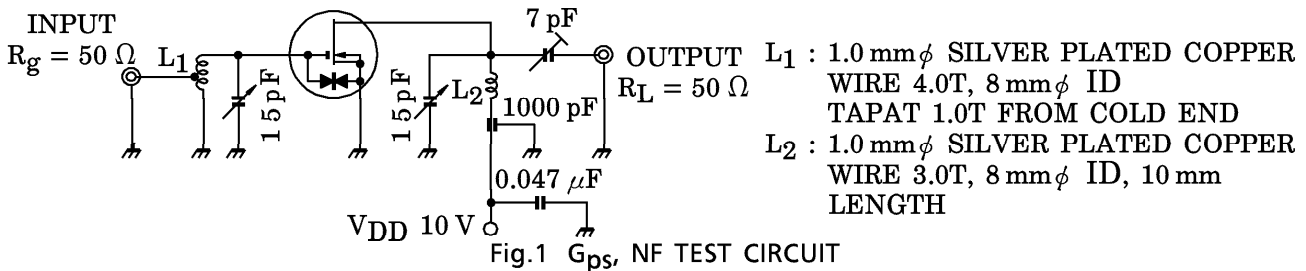 INPUT
Rg = 50 Ω
L1
15 pF
15 pF
L2
7 pF
OUTPUT
RL = 50 Ω
1000 pF
0.047 μF
VDD 10 V
L1 : 1.0 mmϕ SILVER PLATED COPPER
WIRE 4.0T, 8 mmϕ ID
TAPAT 1.0T FROM COLD END
L2 : 1.0 mmϕ SILVER PLATED COPPER
WIRE 3.0T, 8 mmϕ ID, 10 mm
LENGTH
Fig.1 Gps, NF TEST CIRCUIT